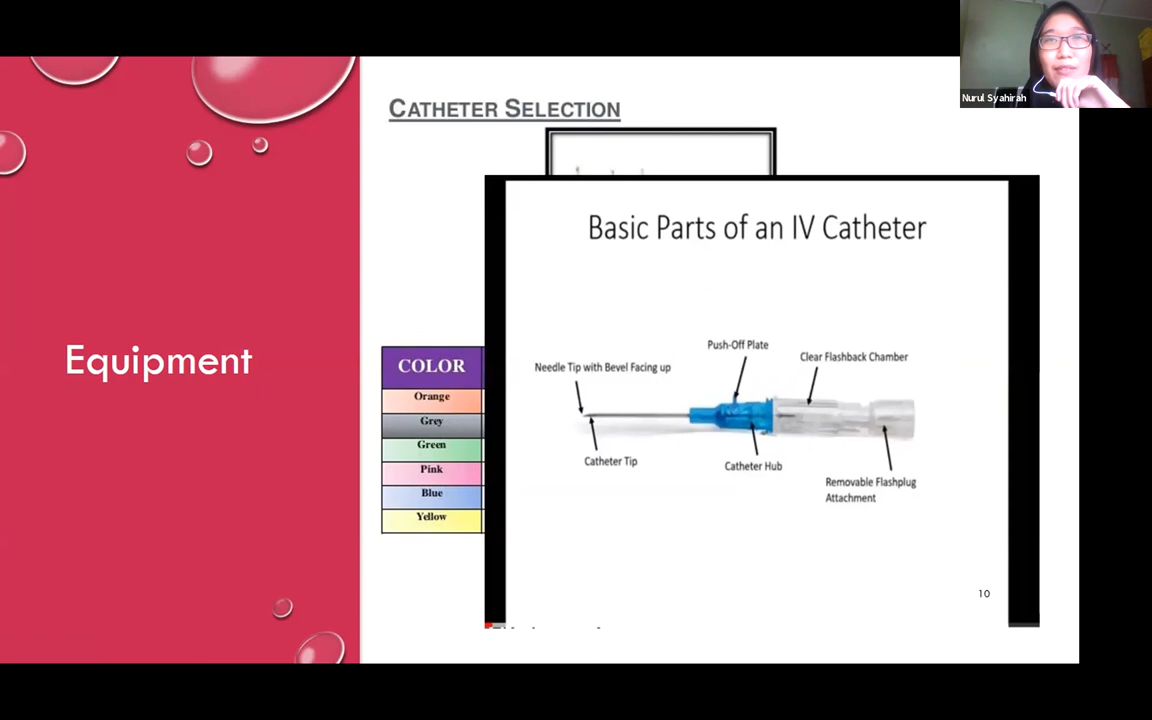 Nurul Syahirah
CATHETER SELECTION
Basic Parts of an IV Catheter
Push-Off Plate
Clear Flashback Chamber
Needle Tip with Bevel Facing up
Catheter Tip
Catheter Hub
Removable Flashplug
Attachment
10
Equipment
COLOR
Orange
Grey
Green
Pink
Blue
Yellow